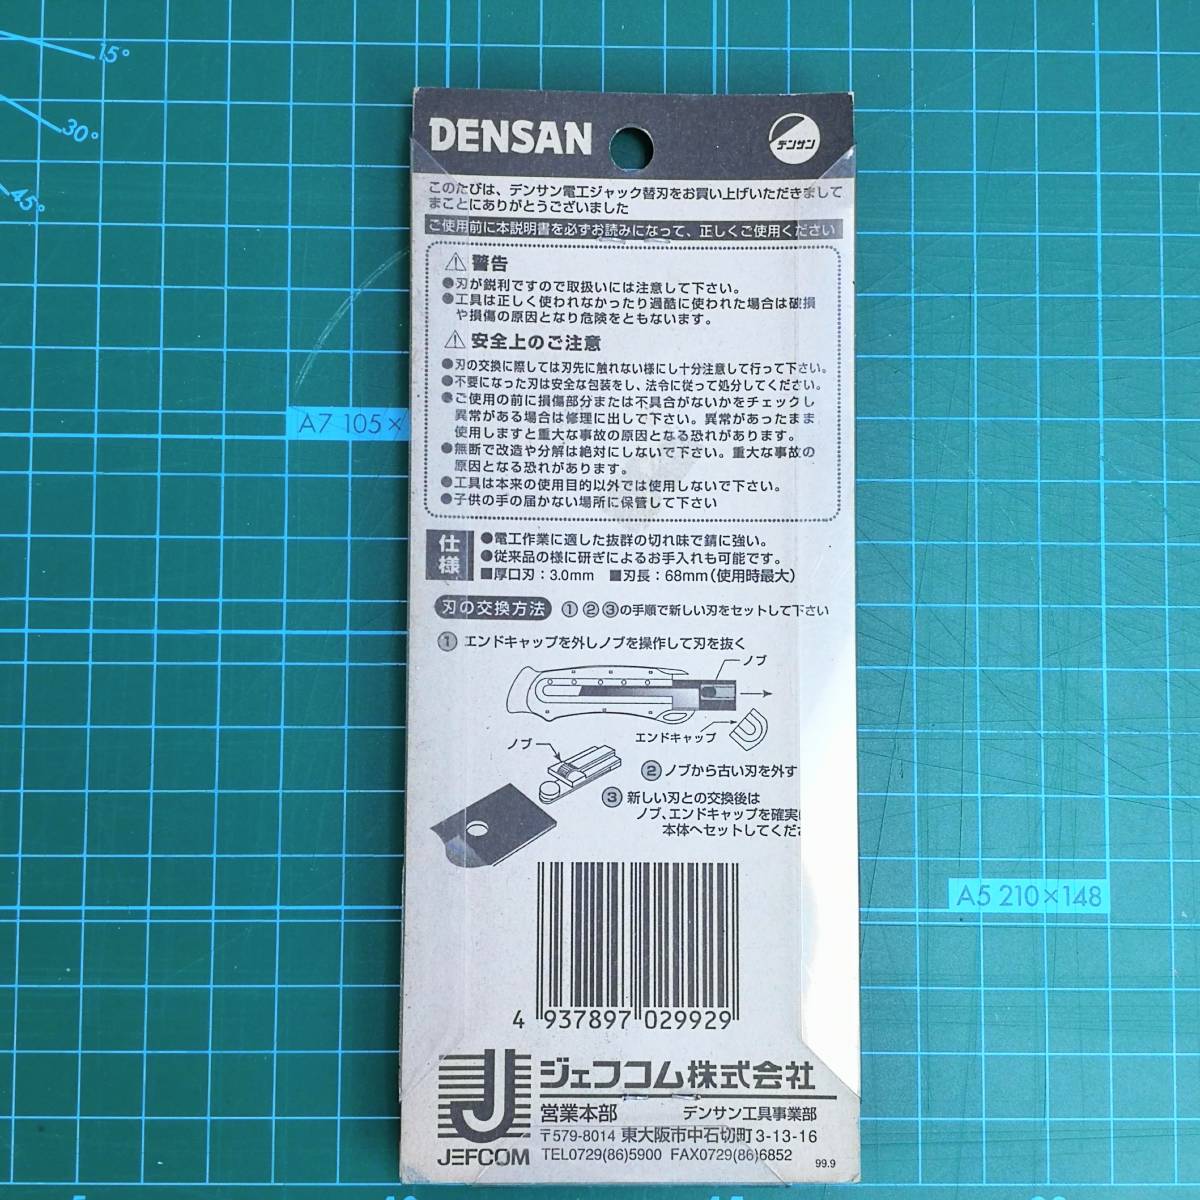 15°
30°
45°
A7 105×
DENSAN
デンサン
このたびは、デンサン電工ジャック替刃をお買い上げいただきまして
まことにありがとうございました
ご使用前に本説明書を必ずお読みになって、正しくご使用ください
⚠ 警告
●刃が鋭利ですので取扱いには注意して下さい。
●工具は正しく使われなかったり過酷に使われた場合は破損
や損傷の原因となり危険をともないます。
⚠ 安全上のご注意
●刃の交換に際しては刃先に触れない様にし十分注意して行って下さい。
●不要になった刃は安全な包装をし、法令に従って処分してください。
●ご使用の前に損傷部分または不具合がないかをチェックし
異常がある場合は修理に出して下さい。異常があったまま
使用しますと重大な事故の原因となる恐れがあります。
●無断で改造や分解は絶対にしないで下さい。重大な事故の
原因となる恐れがあります。
●工具は本来の使用目的以外では使用しないで下さい。
●子供の手の届かない場所に保管して下さい
仕様
●電工作業に適した抜群の切れ味で錆に強い。
●従来品の様に研ぎによるお手入れも可能です。
■厚口刃：3.0mm ■刃長：68mm(使用時最大)
刃の交換方法 ①②③の手順で新しい刃をセットして下さい
① エンドキャップを外しノブを操作して刃を抜く
ノブ
エンドキャップ
ノブ
② ノブから古い刃を外す
③ 新しい刃との交換後は
ノブ、エンドキャップを確実に
本体へセットしてくださ
A5 210×148
4 937897 029929
J
JEFCOM
ジェフコム株式会社
営業本部 デンサン工具事業部
〒579-8014 東大阪市中石切町3-13-16
TEL0729(86)5900 FAX0729(86)6852
99.9